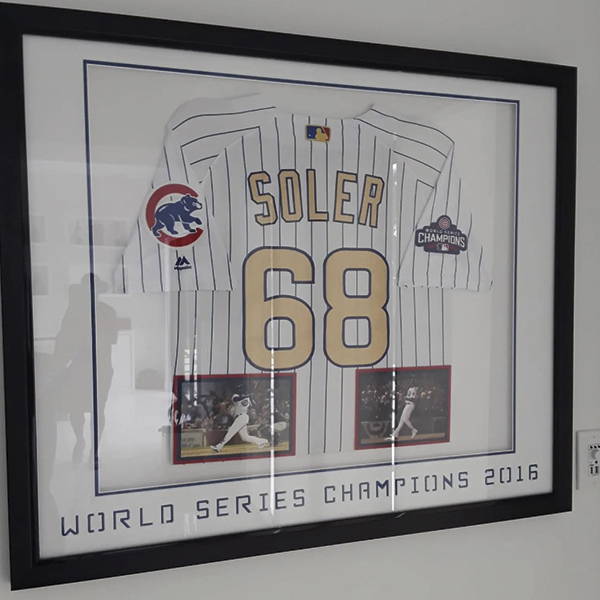 SOLER
WORLD SERIES
CHAMPIONS
68
WORLD SERIES CHAMPIONS 2016